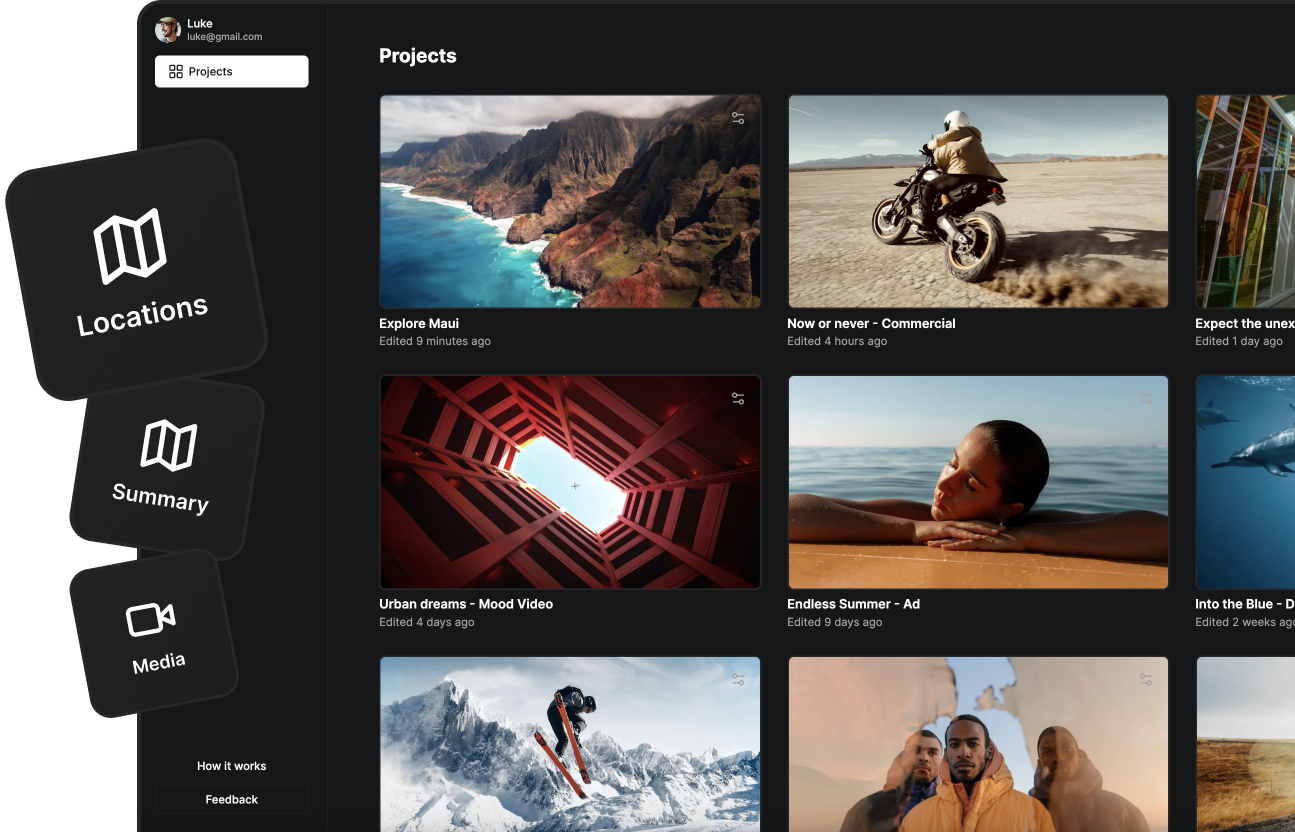 Luke
luke@gmail.com
Projects
Locations
Summary
Media
How it works
Feedback
Projects
Explore Maui
Edited 9 minutes ago
Now or never - Commercial
Edited 4 hours ago
Expect the unex
Edited 1 day ago
Urban dreams - Mood Video
Edited 4 days ago
Endless Summer - Ad
Edited 9 days ago
Into the Blue - D
Edited 2 weeks ago